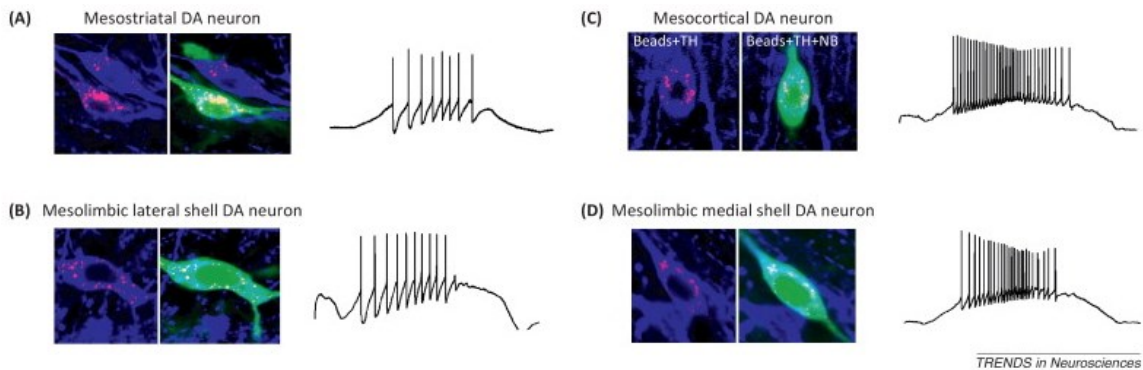 (A) Mesostriatal DA neuron
(C) Mesocortical DA neuron
Beads+TH Beads+TH+NB
(B) Mesolimbic lateral shell DA neuron
(D) Mesolimbic medial shell DA neuron
TRENDS in Neurosciences